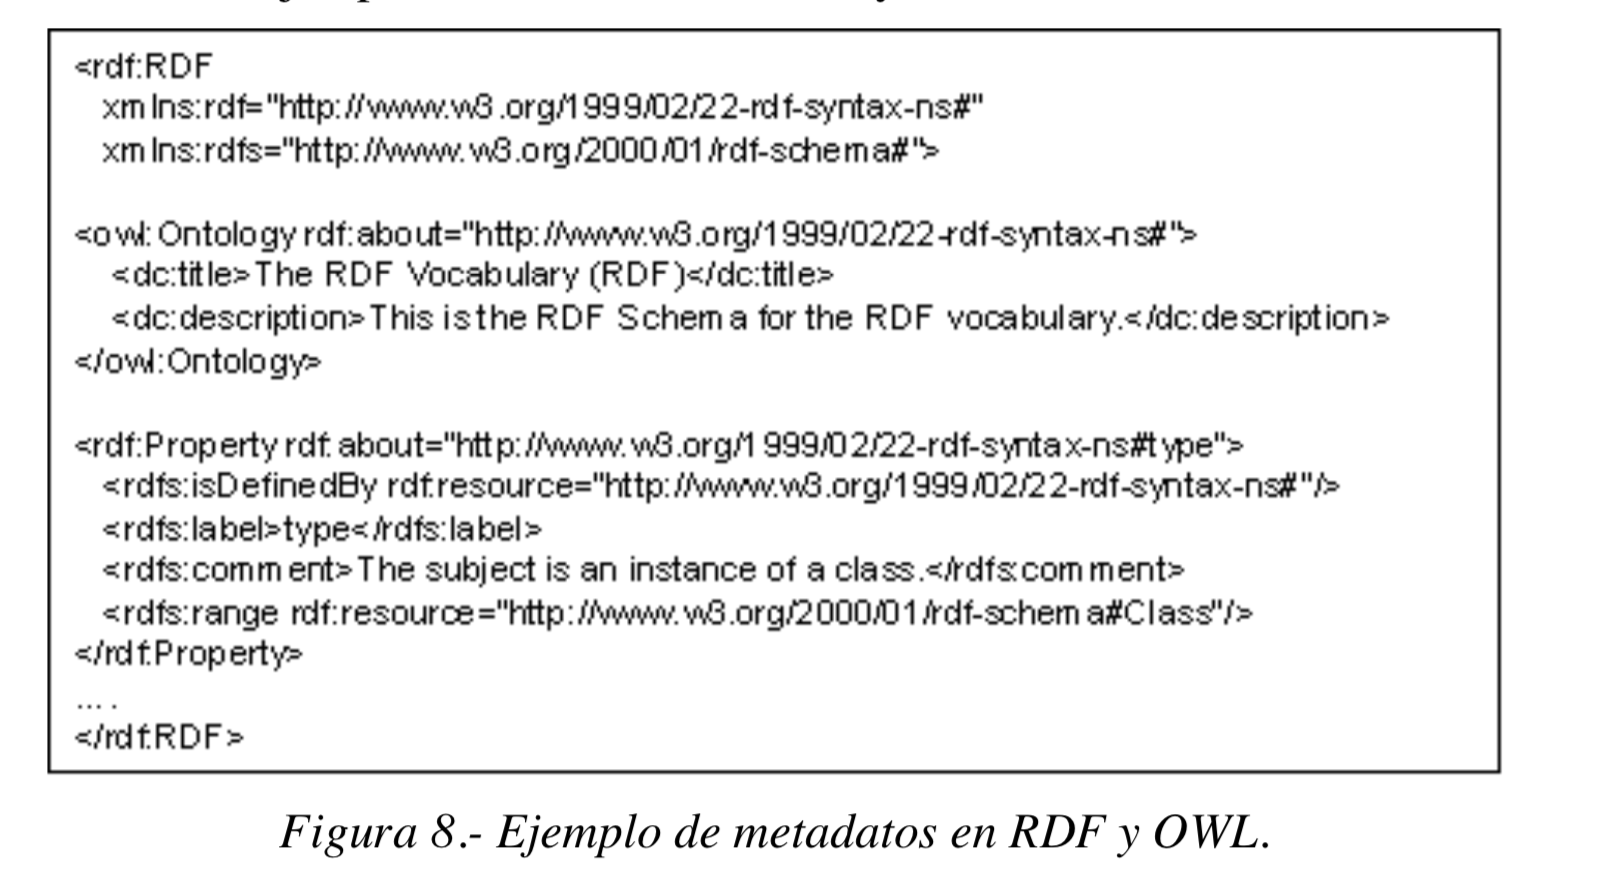 <rdf:RDF
xmlns:rdf="http://www.w3.org/1999/02/22-rdf-syntax-ns#"
xmlns:rdfs="http://www.w3.org/2000/01/rdf-schema#">
<owl:Ontology rdf:about="http://www.w3.org/1999/02/22-rdf-syntax-ns#">
<dc:title>The RDF Vocabulary (RDF)</dc:title>
<dc:description>This is the RDF Schema for the RDF vocabulary.</dc:description>
</owl:Ontology>
<rdf:Property rdf:about="http://www.w3.org/1999/02/22-rdf-syntax-ns#type">
<rdfs:isDefinedBy rdf:resource="http://www.w3.org/1999/02/22-rdf-syntax-ns#"/>
<rdfs:label>type</rdfs:label>
<rdfs:comment>The subject is an instance of a class.</rdfs:comment>
<rdfs:range rdf:resource="http://www.w3.org/2000/01/rdf-schema#Class"/>
</rdf:Property>
... .
</rdf:RDF>
Figura 8.- Ejemplo de metadatos en RDF y OWL.